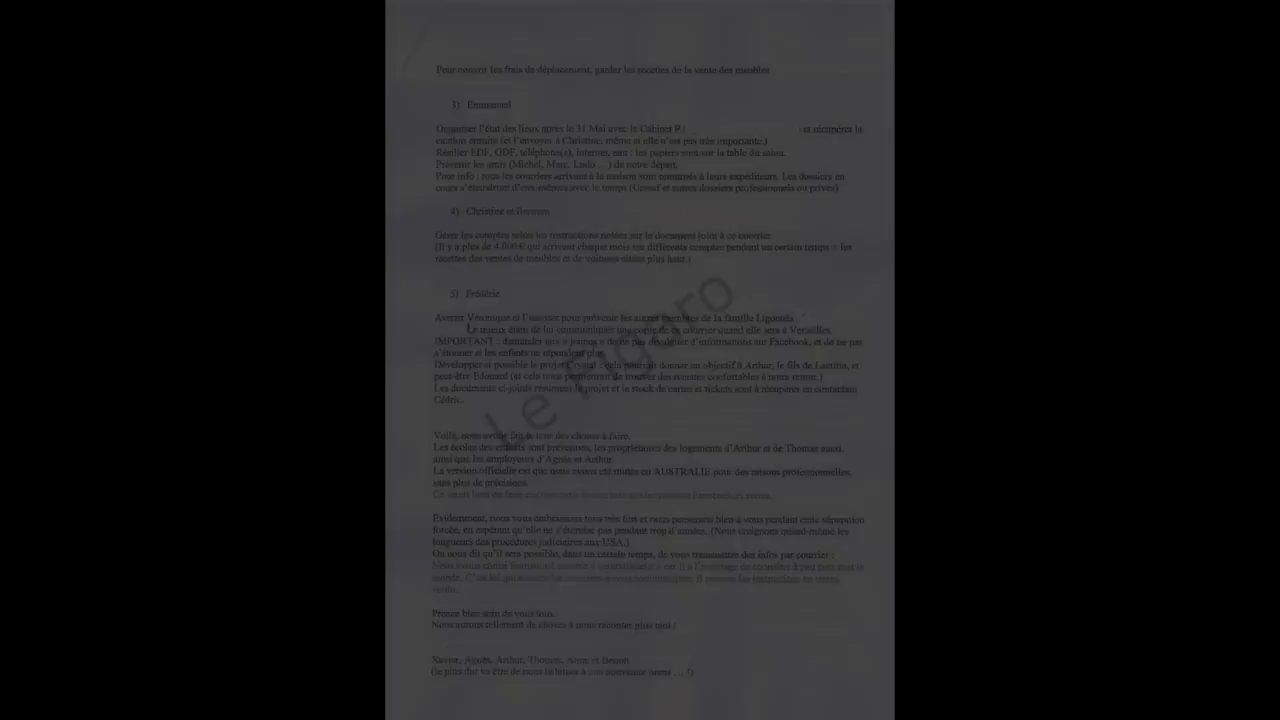 Pour couvrir les frais de déplacement, garder les recettes de la vente des meubles
3) Emmanuel
Organiser l'état des lieux après le 31 Mai avec le Cabinet R et récupérer la
caution ensuite (et l'envoyer à Christine, même si elle n'est pas très importante.)
Résilier EDF, GDF, téléphone(s), internet, eau : les papiers sont sur la table du salon.
Prévenir les amis (Michel, Marc, Ludo …) de notre départ.
Pour info : tous les courriers arrivant à la maison sont retournés à leurs expéditeurs. Les dossiers en
cours s'éteindront d'eux-mêmes avec le temps (Urssaf et autres dossiers professionnels ou privés)
4) Christine et Bertram
Gérer les comptes selon les instructions notées sur le document joint à ce courrier
(Il y a plus de 4.000 € qui arrivent chaque mois sur différents comptes pendant un certain temps + les
recettes des ventes de meubles et de voitures citées plus haut.)
5) Frédéric
Avertir Véronique et l'assister pour prévenir les autres membres de la famille Ligonnès.
Le mieux étant de lui communiquer une copie de ce courrier quand elle sera à Versailles.
IMPORTANT : demander aux « jeunes » de ne pas divulguer d'informations sur Facebook, et de ne pas
s'étonner si les enfants ne répondent plus.
Développer si possible le projet Crystal : cela pourrait donner un objectif à Arthur, le fils de Laetitia, et
peut-être Edouard (et cela nous permettrait de trouver des recettes confortables à notre retour.)
Les documents ci-joints résument le projet et le stock de cartes et tickets sont à récupérer en contactant
Cédric.
Le Figaro
Voilà, nous avons fait le tour des choses à faire.
Les écoles des enfants sont prévenues, les propriétaires des logements d'Arthur et de Thomas aussi,
ainsi que les employeurs d'Agnès et Arthur.
La version officielle est que nous avons été mutés en AUSTRALIE pour des raisons professionnelles,
sans plus de précisions.
Evidemment, nous vous embrassons tous très fort et nous penserons bien à vous pendant cette séparation
forcée, en espérant qu'elle ne s'éternise pas pendant trop d'années. (Nous craignons quand-même les
longueurs des procédures judiciaires aux USA.)
On nous dit qu'il sera possible, dans un certain temps, de vous transmettre des infos par courrier :
Prenez bien soin de vous tous.
Nous aurons tellement de choses à nous raconter plus tard !
Xavier, Agnès, Arthur, Thomas, Anne et Benoît
(le plus dur va être de nous habituer à nos nouveaux noms … !)